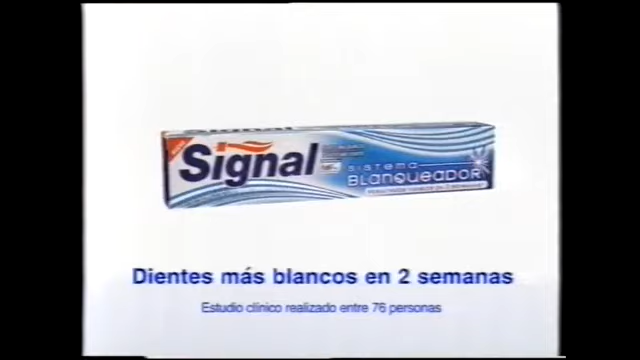 Signal
sistema
BLANQUEADOR
Dientes más blancos en 2 semanas
Estudio clínico realizado entre 76 personas